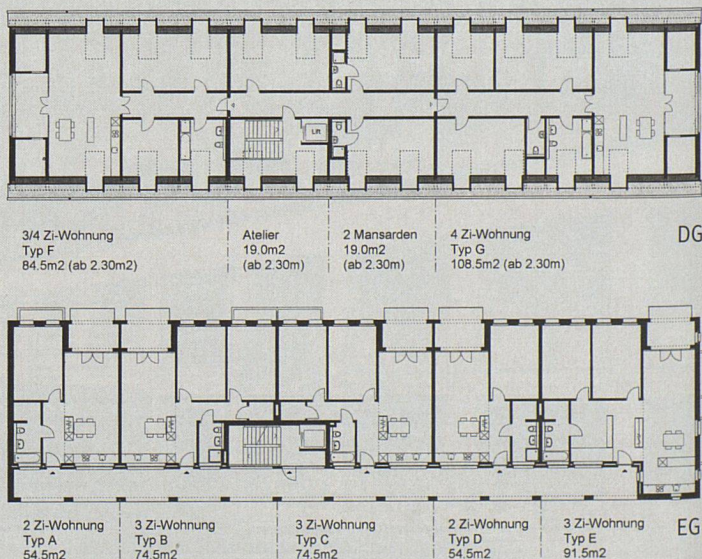 Lift
3/4 Zi-Wohnung
Typ F
84.5m2 (ab 2.30m2)
Atelier
19.0m2
(ab 2.30m)
2 Mansarden
19.0m2
(ab 2.30m)
4 Zi-Wohnung
Typ G
108.5m2 (ab 2.30m)
DG
2 Zi-Wohnung
Typ A
54.5m2
3 Zi-Wohnung
Typ B
74.5m2
3 Zi-Wohnung
Typ C
74.5m2
2 Zi-Wohnung
Typ D
54.5m2
3 Zi-Wohnung
Typ E
91.5m2
EG